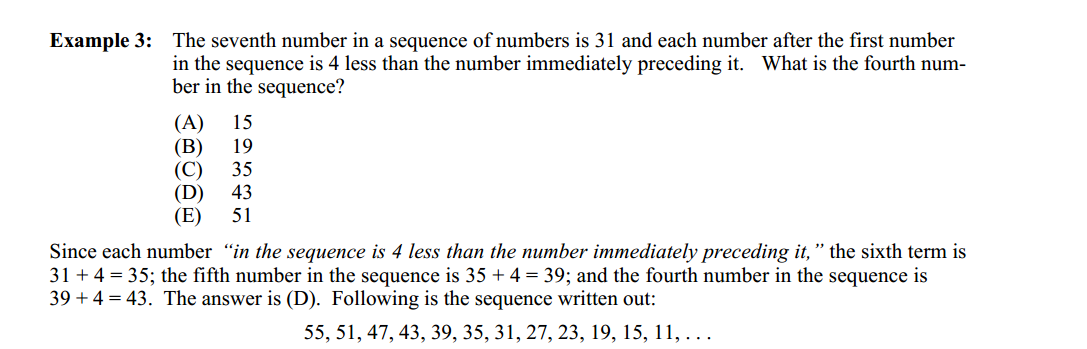 Example 3: The seventh number in a sequence of numbers is 31 and each number after the first number
in the sequence is 4 less than the number immediately preceding it. What is the fourth num-
ber in the sequence?
(A) 15
(B) 19
(C) 35
(D) 43
(E) 51
Since each number “in the sequence is 4 less than the number immediately preceding it,” the sixth term is
31 + 4 = 35; the fifth number in the sequence is 35 + 4 = 39; and the fourth number in the sequence is
39 + 4 = 43. The answer is (D). Following is the sequence written out:
55, 51, 47, 43, 39, 35, 31, 27, 23, 19, 15, 11, . . .